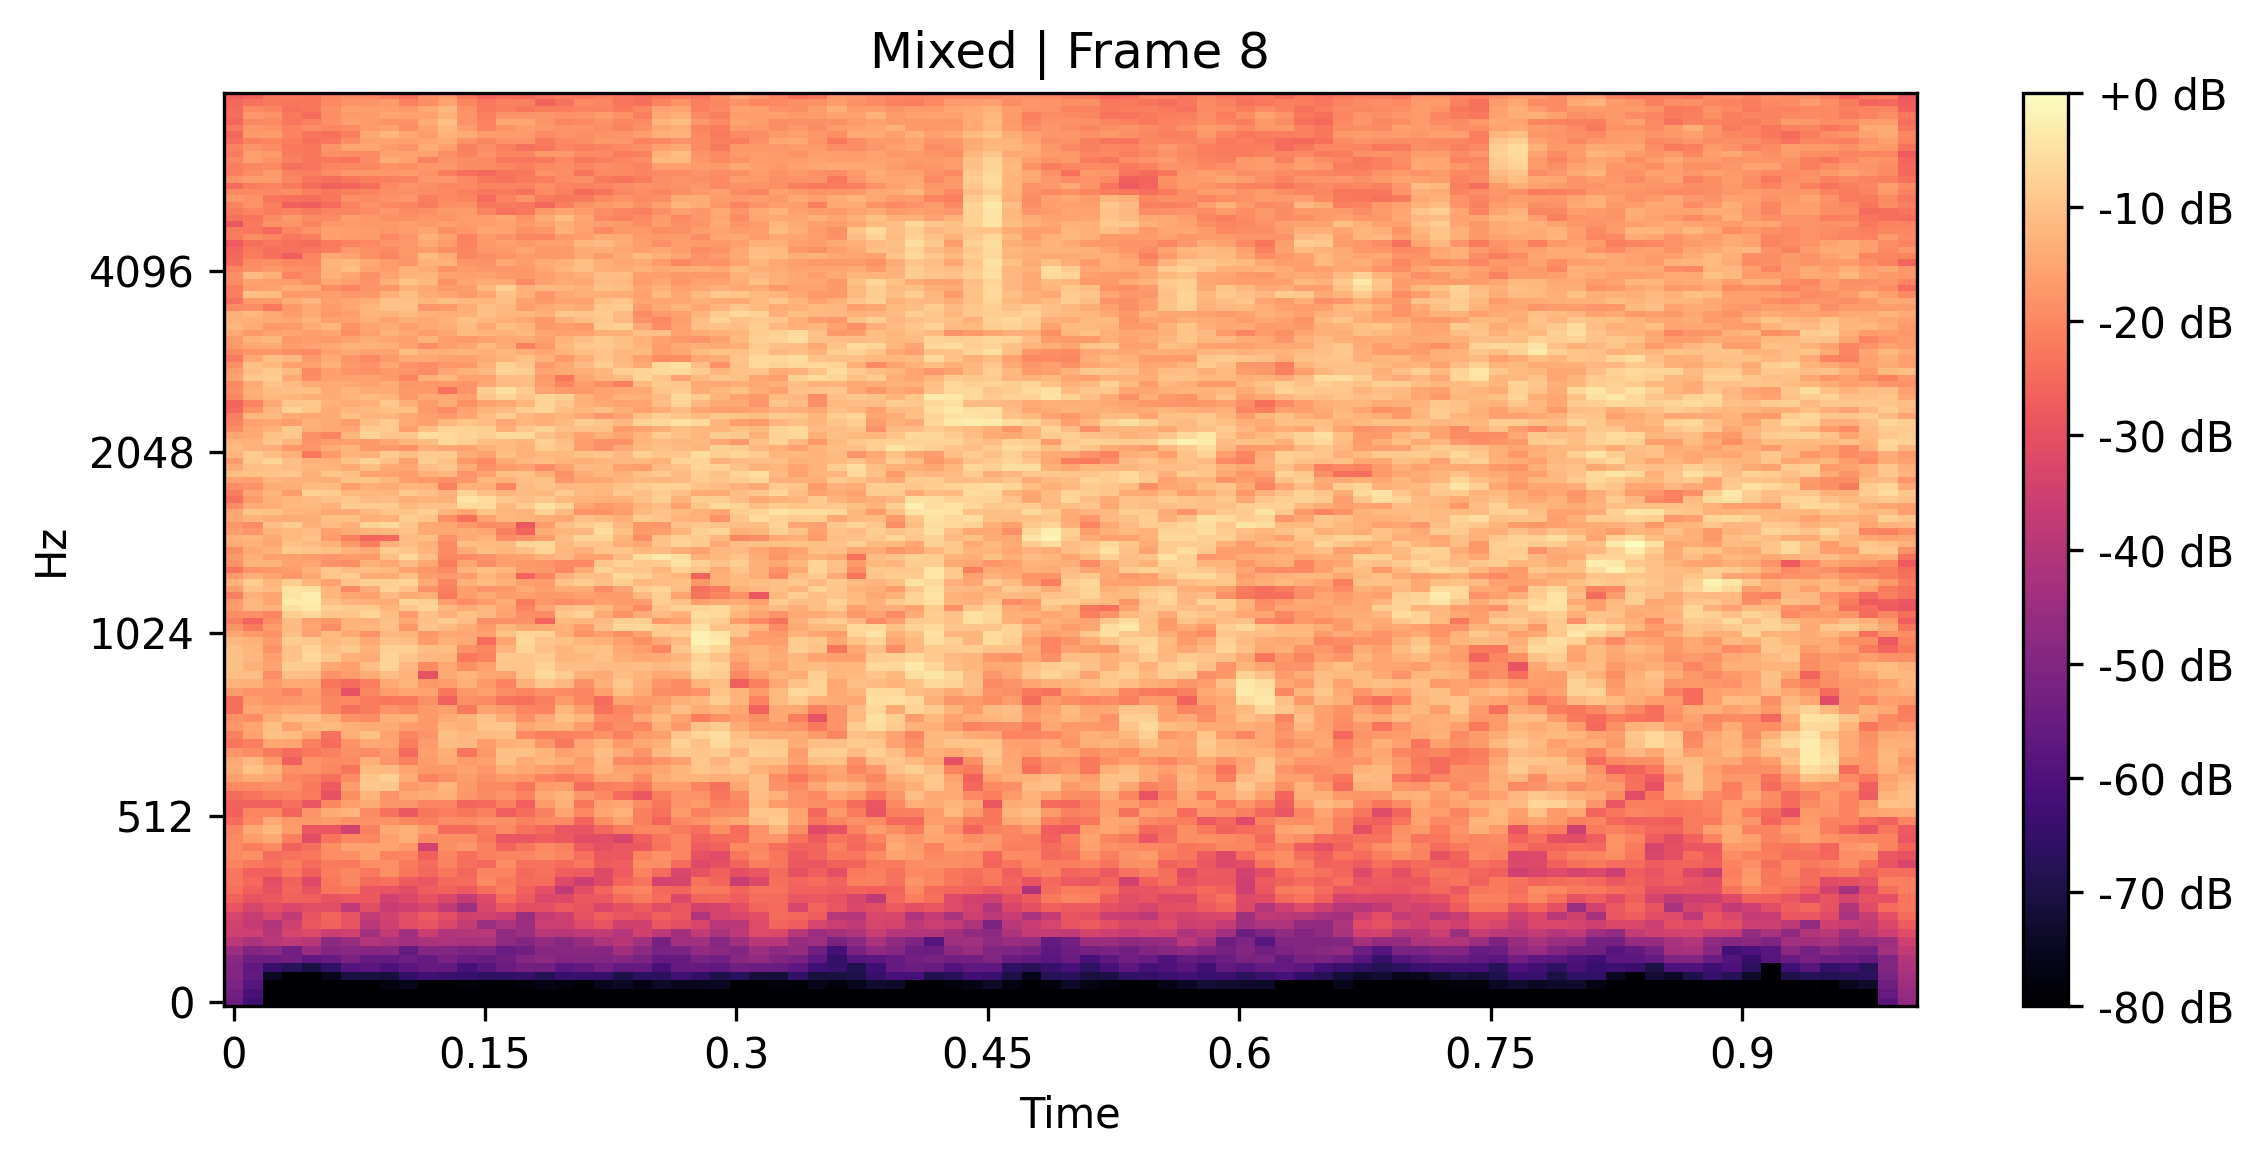 Mixed | Frame 8
Hz
4096
2048
1024
512
0
0 0.15 0.3 0.45 0.6 0.75 0.9
Time
+0 dB
-10 dB
-20 dB
-30 dB
-40 dB
-50 dB
-60 dB
-70 dB
-80 dB